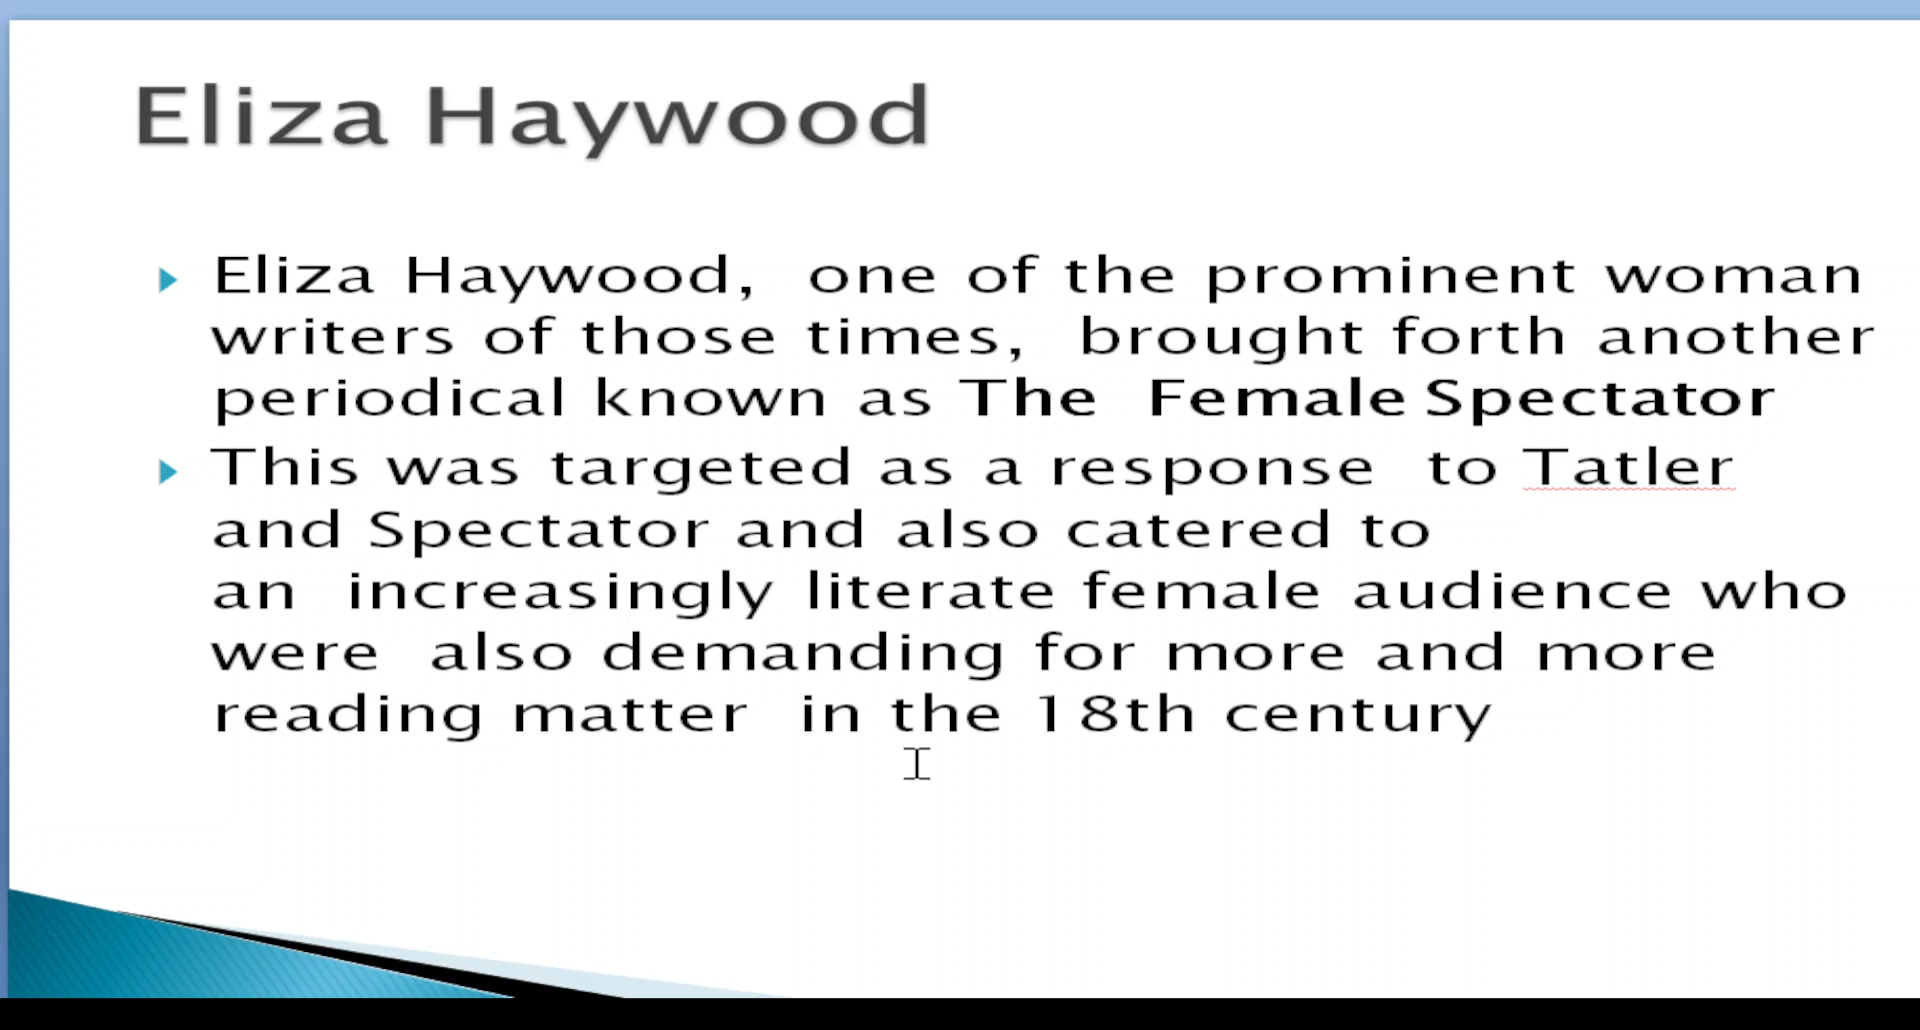 Eliza Haywood
Eliza Haywood, one of the prominent woman
writers of those times, brought forth another
periodical known as The Female Spectator
This was targeted as a response to Tatler
and Spectator and also catered to
an increasingly literate female audience who
were also demanding for more and more
reading matter in the 18th century